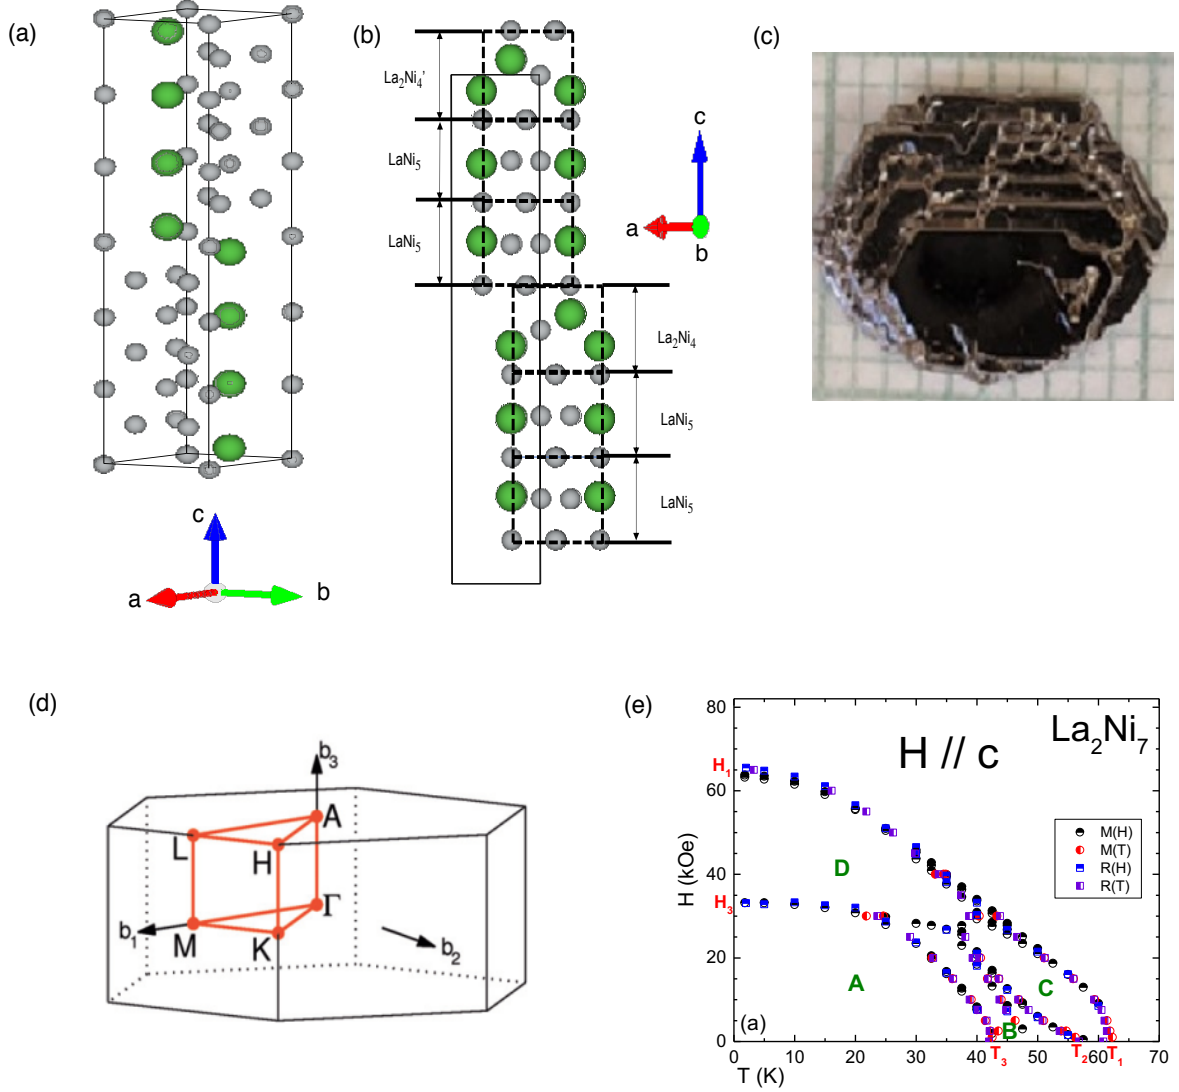 (a)
c
a
b
(b)
La2Ni4'
LaNi5
LaNi5
La2Ni4
LaNi5
LaNi5
c
a
b
(c)
(d)
b3
A
L
H
Γ
b1
M
K
b2
(e)
La2Ni7
H // c
H (kOe)
80
60
40
20
0
H1
H3
D
A
B
C
M(H)
M(T)
R(H)
R(T)
(a)
T3
T2
T1
0 10 20 30 40 50 60 70
T (K)